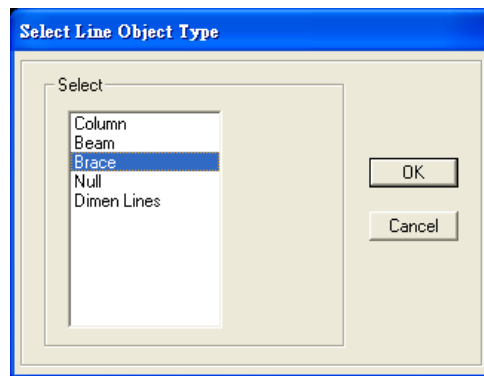 Select Line Object Type
Select
Column
Beam
Brace
Null
Dimen Lines
OK
Cancel